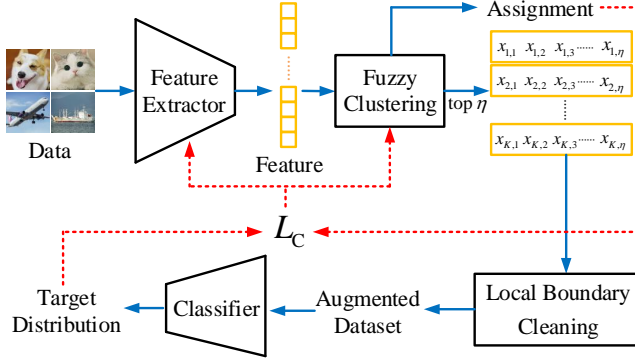 Assignment
x1,1 x1,2 x1,3 ······ x1,η
x2,1 x2,2 x2,3 ······ x2,η
xK,1 xK,2 xK,3 ······ xK,η
Feature
Extractor
Fuzzy
Clustering
top η
Data
Feature
LC
Target
Distribution
Classifier
Augmented
Dataset
Local Boundary
Cleaning